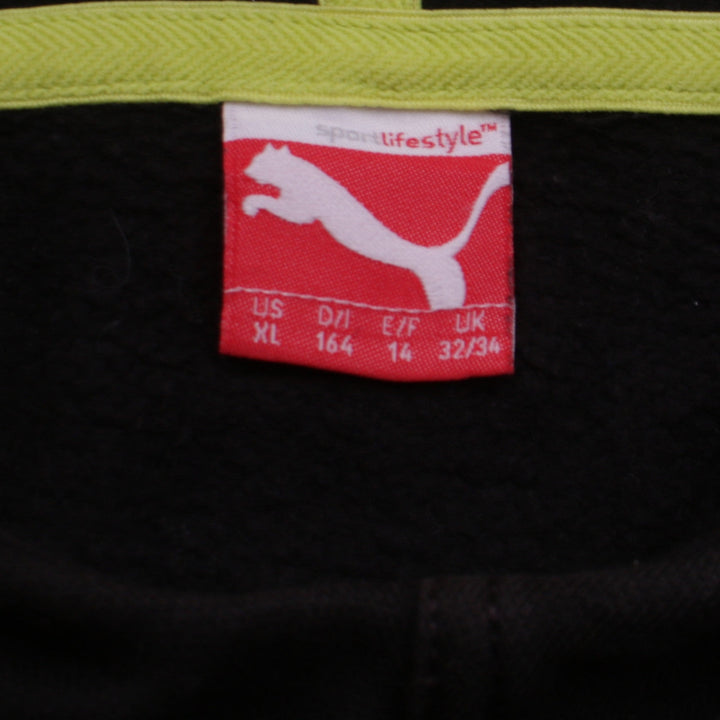 sportlifestyle™
US D/I E/F UK
XL 164 14 32/34